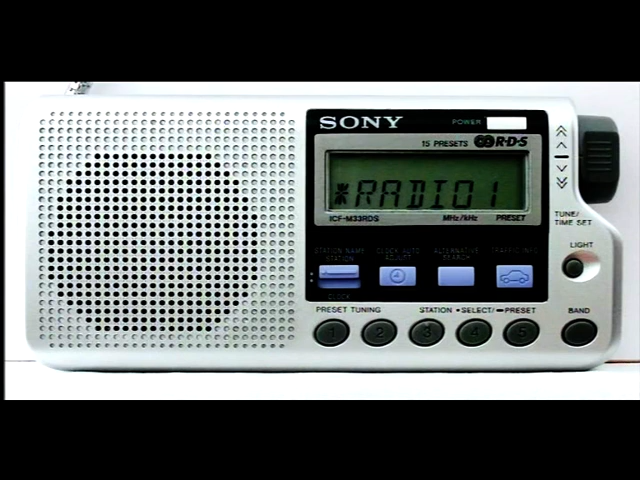 SONY
POWER
15 PRESETS R·D·S
*RADIO1
ICF-M33RDS MHz/kHz PRESET
TUNE/
TIME SET
LIGHT
STATION NAME CLOCK/AUTO ALTERNATIVE TRAFFIC INFO
STATION ADJUST SEARCH
CLOCK
PRESET TUNING STATION •SELECT/ PRESET BAND
1 2 3 4 5